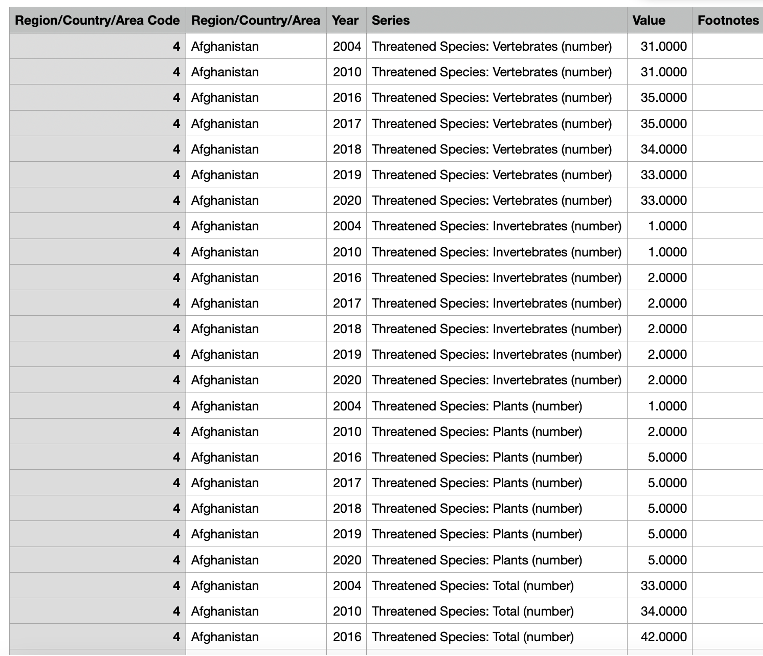 Region/Country/Area Code Region/Country/Area Year Series Value Footnotes
4 Afghanistan 2004 Threatened Species: Vertebrates (number) 31.0000
4 Afghanistan 2010 Threatened Species: Vertebrates (number) 31.0000
4 Afghanistan 2016 Threatened Species: Vertebrates (number) 35.0000
4 Afghanistan 2017 Threatened Species: Vertebrates (number) 35.0000
4 Afghanistan 2018 Threatened Species: Vertebrates (number) 34.0000
4 Afghanistan 2019 Threatened Species: Vertebrates (number) 33.0000
4 Afghanistan 2020 Threatened Species: Vertebrates (number) 33.0000
4 Afghanistan 2004 Threatened Species: Invertebrates (number) 1.0000
4 Afghanistan 2010 Threatened Species: Invertebrates (number) 1.0000
4 Afghanistan 2016 Threatened Species: Invertebrates (number) 2.0000
4 Afghanistan 2017 Threatened Species: Invertebrates (number) 2.0000
4 Afghanistan 2018 Threatened Species: Invertebrates (number) 2.0000
4 Afghanistan 2019 Threatened Species: Invertebrates (number) 2.0000
4 Afghanistan 2020 Threatened Species: Invertebrates (number) 2.0000
4 Afghanistan 2004 Threatened Species: Plants (number) 1.0000
4 Afghanistan 2010 Threatened Species: Plants (number) 2.0000
4 Afghanistan 2016 Threatened Species: Plants (number) 5.0000
4 Afghanistan 2017 Threatened Species: Plants (number) 5.0000
4 Afghanistan 2018 Threatened Species: Plants (number) 5.0000
4 Afghanistan 2019 Threatened Species: Plants (number) 5.0000
4 Afghanistan 2020 Threatened Species: Plants (number) 5.0000
4 Afghanistan 2004 Threatened Species: Total (number) 33.0000
4 Afghanistan 2010 Threatened Species: Total (number) 34.0000
4 Afghanistan 2016 Threatened Species: Total (number) 42.0000